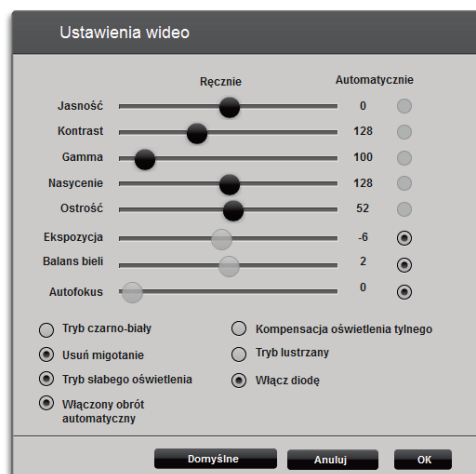 Ustawienia wideo
Ręcznie Automatycznie
Jasność 0
Kontrast 128
Gamma 100
Nasycenie 128
Ostrość 52
Ekspozycja -6
Balans bieli 2
Autofokus 0
Tryb czarno-biały Kompensacja oświetlenia tylnego
Usuń migotanie Tryb lustrzany
Tryb słabego oświetlenia Włącz diodę
Włączony obrót
automatyczny
Domyślne Anuluj OK